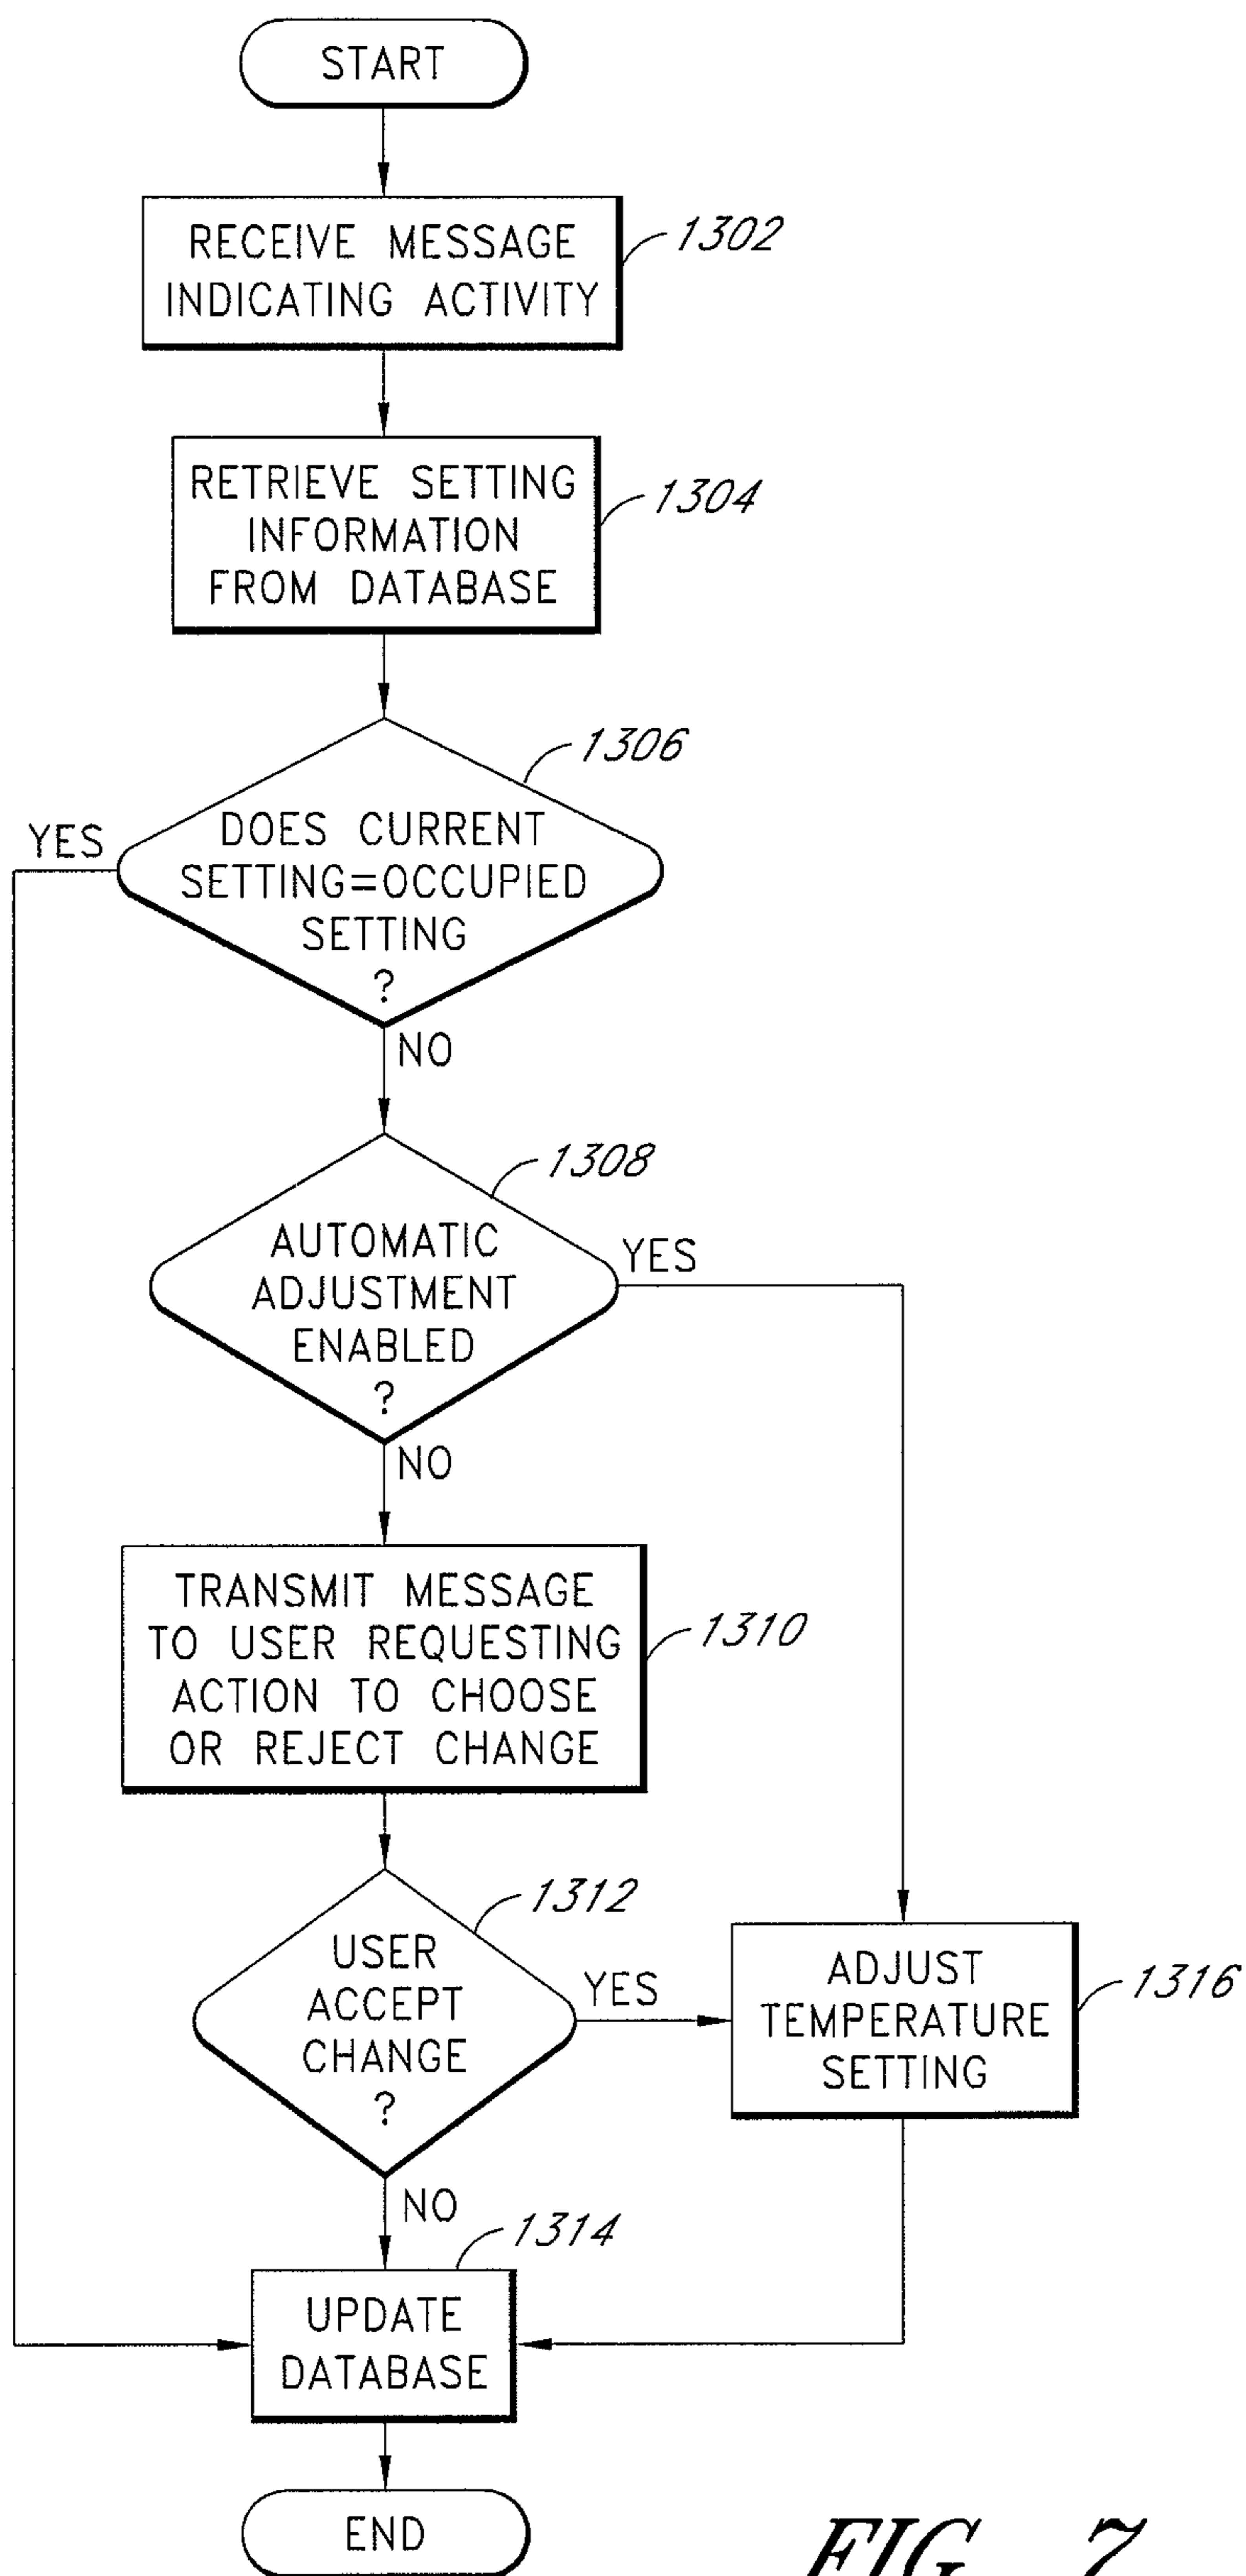 START
RECEIVE MESSAGE
INDICATING ACTIVITY
1302
RETRIEVE SETTING
INFORMATION
FROM DATABASE
1304
1306
DOES CURRENT
SETTING=OCCUPIED
SETTING
?
YES
NO
1308
AUTOMATIC
ADJUSTMENT
ENABLED
?
YES
NO
TRANSMIT MESSAGE
TO USER REQUESTING
ACTION TO CHOOSE
OR REJECT CHANGE
1310
1312
USER
ACCEPT
CHANGE
?
YES
ADJUST
TEMPERATURE
SETTING
1316
NO
1314
UPDATE
DATABASE
END
FIG. 7